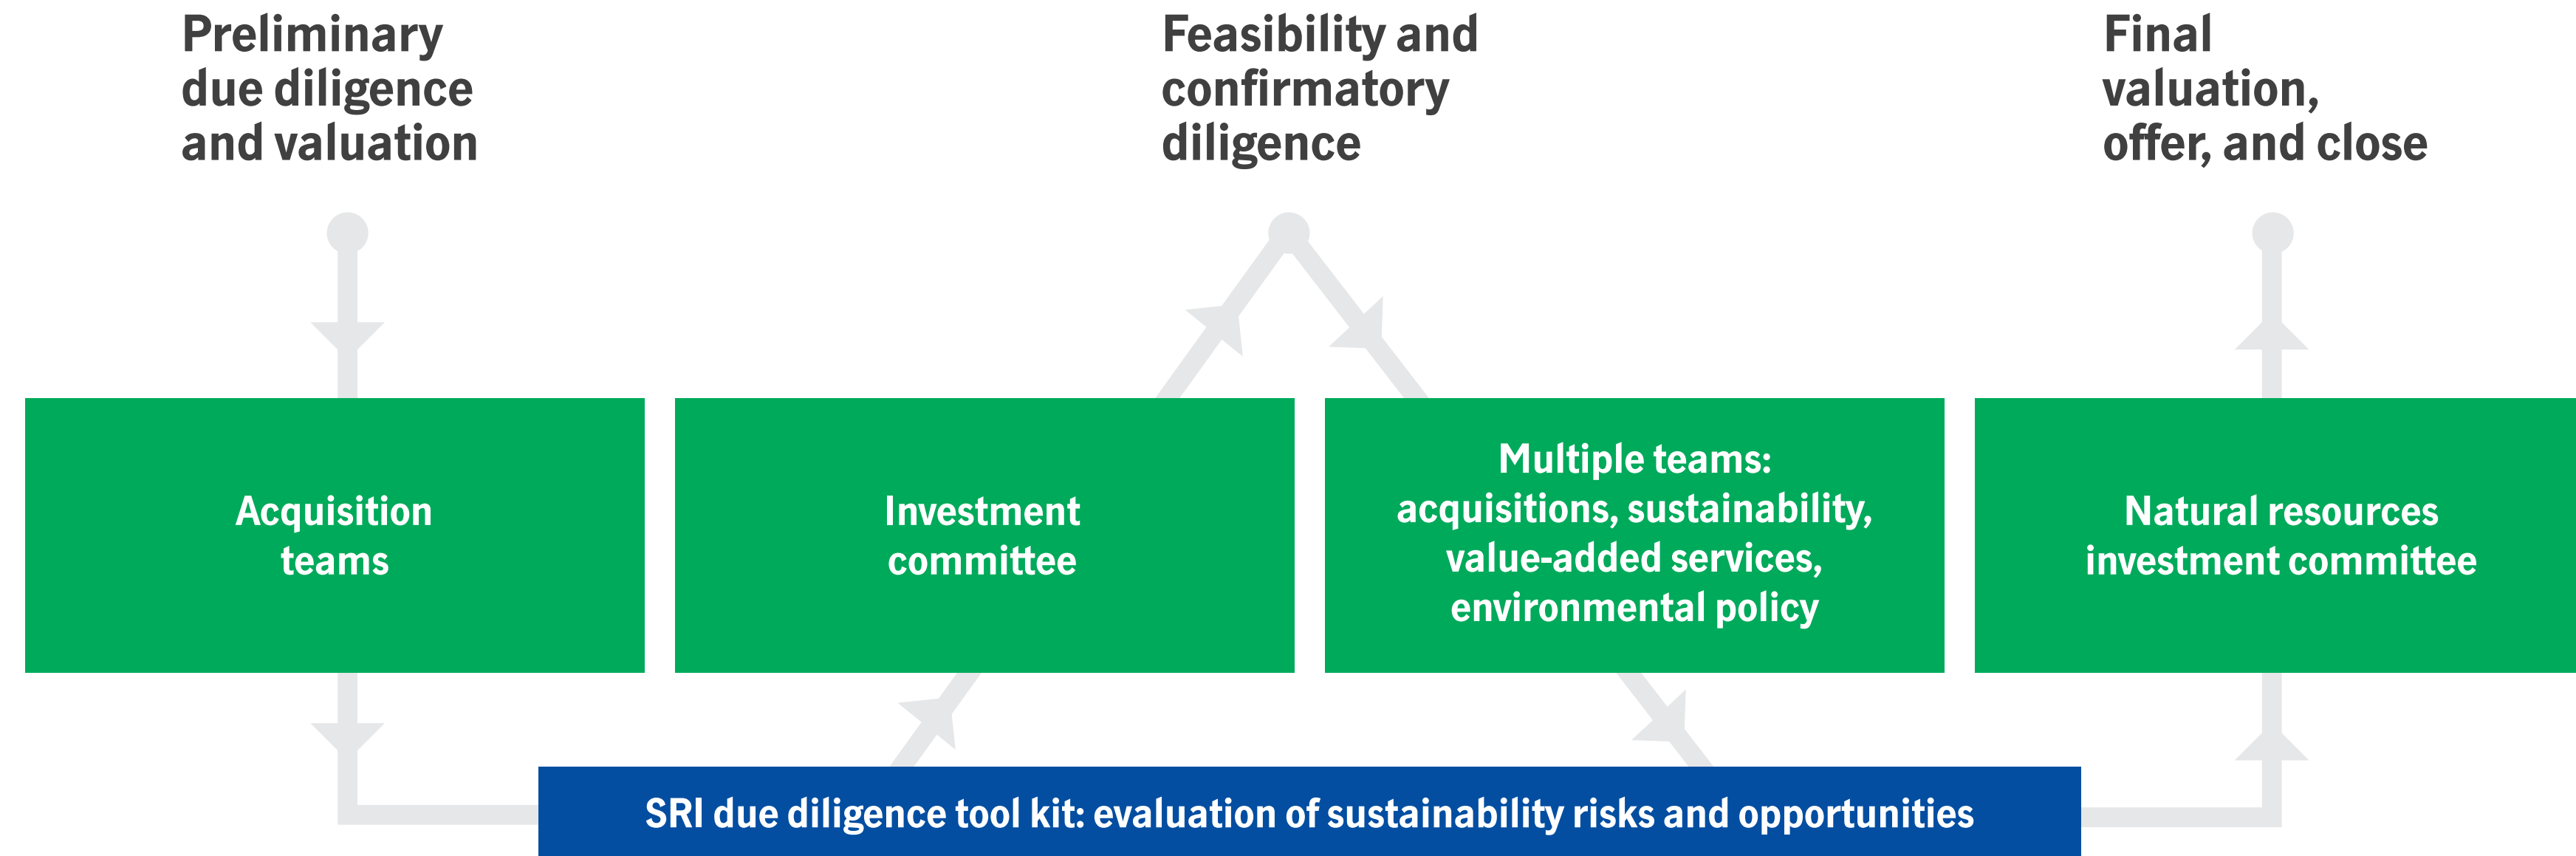 Preliminary
due diligence
and valuation
Feasibility and
confirmatory
diligence
Final
valuation,
offer, and close
Acquisition
teams
Investment
committee
Multiple teams:
acquisitions, sustainability,
value-added services,
environmental policy
Natural resources
investment committee
SRI due diligence tool kit: evaluation of sustainability risks and opportunities